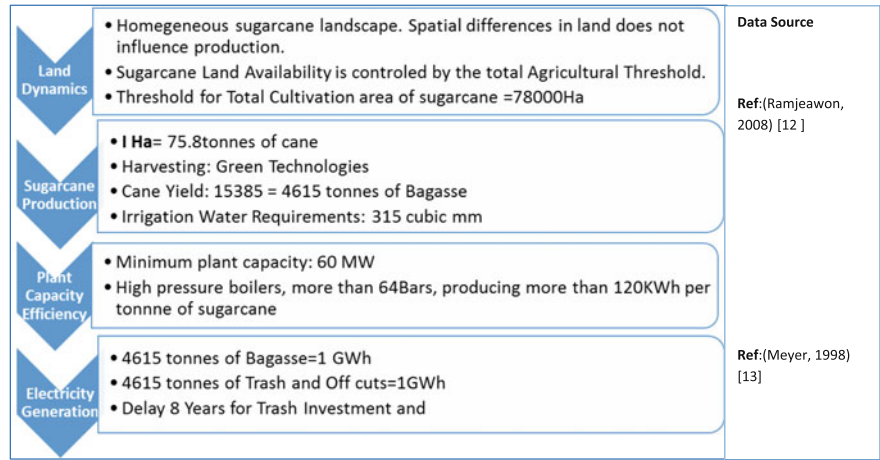 Land
Dynamics
• Homegeneous sugarcane landscape. Spatial differences in land does not
influence production.
• Sugarcane Land Availability is controled by the total Agricultural Threshold.
• Threshold for Total Cultivation area of sugarcane =78000Ha
Sugarcane
Production
• I Ha= 75.8tonnes of cane
• Harvesting: Green Technologies
• Cane Yield: 15385 = 4615 tonnes of Bagasse
• Irrigation Water Requirements: 315 cubic mm
Plant
Capacity
Efficiency
• Minimum plant capacity: 60 MW
• High pressure boilers, more than 64Bars, producing more than 120KWh per
tonnne of sugarcane
Electricity
Generation
• 4615 tonnes of Bagasse=1 GWh
• 4615 tonnes of Trash and Off cuts=1GWh
• Delay 8 Years for Trash Investment and
Data Source
Ref:(Ramjeawon,
2008) [12 ]
Ref:(Meyer, 1998)
[13]